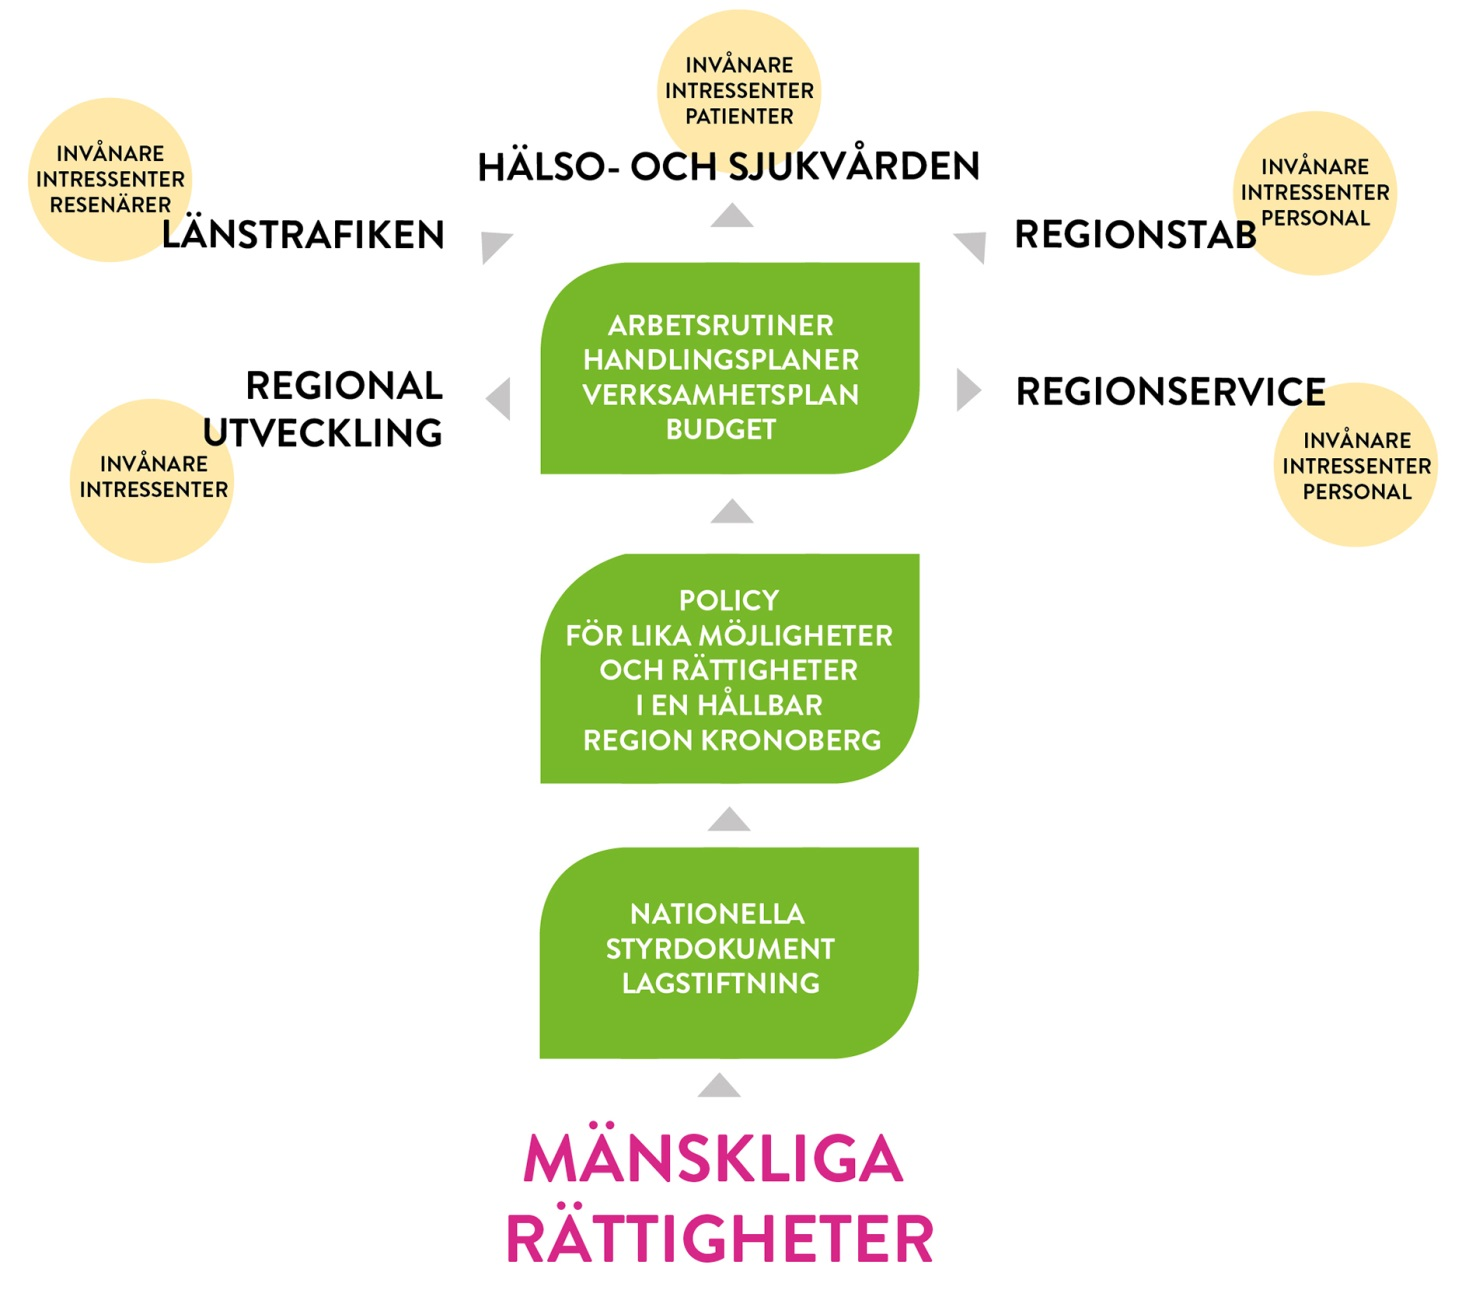 INVÅNARE
INTRESSENTER
PATIENTER
HÄLSO- OCH SJUKVÅRDEN
INVÅNARE
INTRESSENTER
RESENÄRER
LÄNSTRAFIKEN
INVÅNARE
INTRESSENTER
PERSONAL
REGIONSTAB
REGIONAL
UTVECKLING
INVÅNARE
INTRESSENTER
REGIONSERVICE
INVÅNARE
INTRESSENTER
PERSONAL
ARBETSRUTINER
HANDLINGSPLANER
VERKSAMHETSPLAN
BUDGET
POLICY
FÖR LIKA MÖJLIGHETER
OCH RÄTTIGHETER
I EN HÅLLBAR
REGION KRONOBERG
NATIONELLA
STYRDOKUMENT
LAGSTIFTNING
MÄNSKLIGA
RÄTTIGHETER